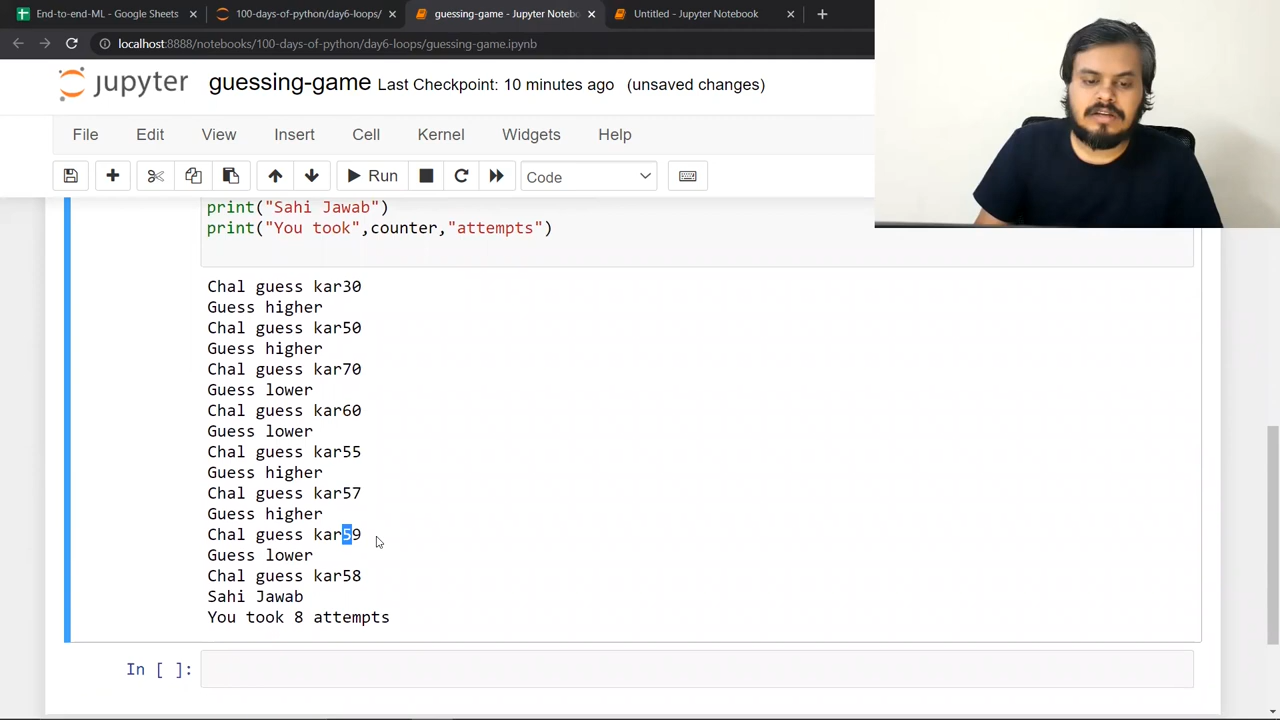 End-to-end-ML - Google Sheets
100-days-of-python/day6-loops/
guessing-game - Jupyter Notebo
Untitled - Jupyter Notebook
localhost:8888/notebooks/100-days-of-python/day6-loops/guessing-game.ipynb
jupyter guessing-game Last Checkpoint: 10 minutes ago (unsaved changes)
File Edit View Insert Cell Kernel Widgets Help
Run Code
print("Sahi Jawab")
print("You took",counter,"attempts")
Chal guess kar30
Guess higher
Chal guess kar50
Guess higher
Chal guess kar70
Guess lower
Chal guess kar60
Guess lower
Chal guess kar55
Guess higher
Chal guess kar57
Guess higher
Chal guess kar59
Guess lower
Chal guess kar58
Sahi Jawab
You took 8 attempts
In [ ]: